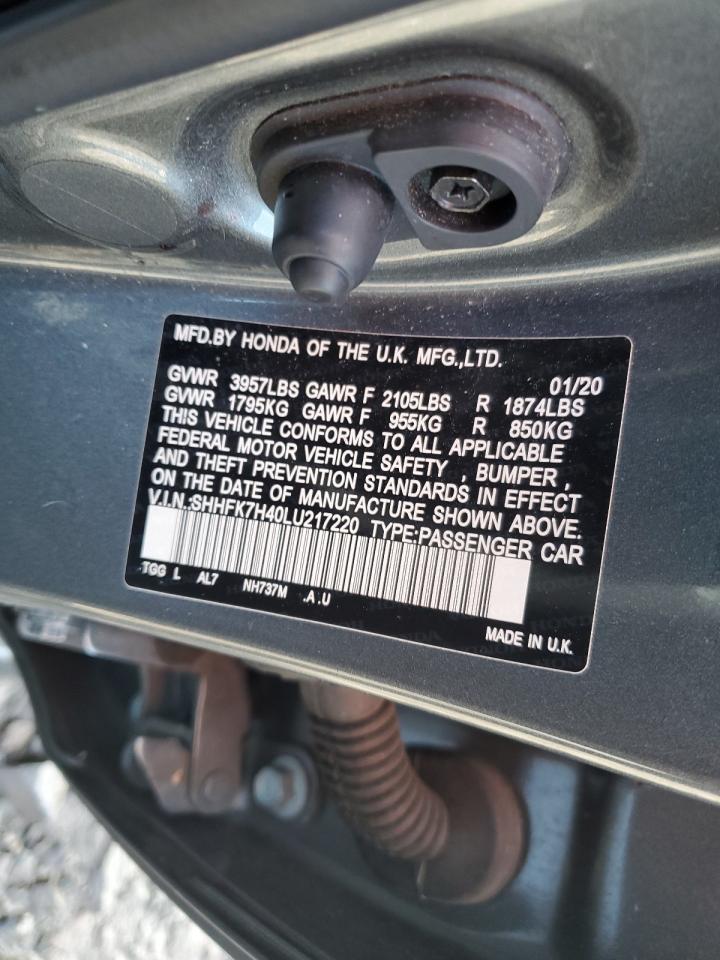 MFD.BY HONDA OF THE U.K. MFG.,LTD.
01/20
GVWR 3957LBS GAWR F 2105LBS R 1874LBS
GVWR 1795KG GAWR F 955KG R 850KG
THIS VEHICLE CONFORMS TO ALL APPLICABLE
FEDERAL MOTOR VEHICLE SAFETY , BUMPER ,
AND THEFT PREVENTION STANDARDS IN EFFECT
ON THE DATE OF MANUFACTURE SHOWN ABOVE.
V.I.N.:SHHFK7H40LU217220 TYPE:PASSENGER CAR
TGG L AL7 NH737M .A .U
MADE IN U.K.
HONDA